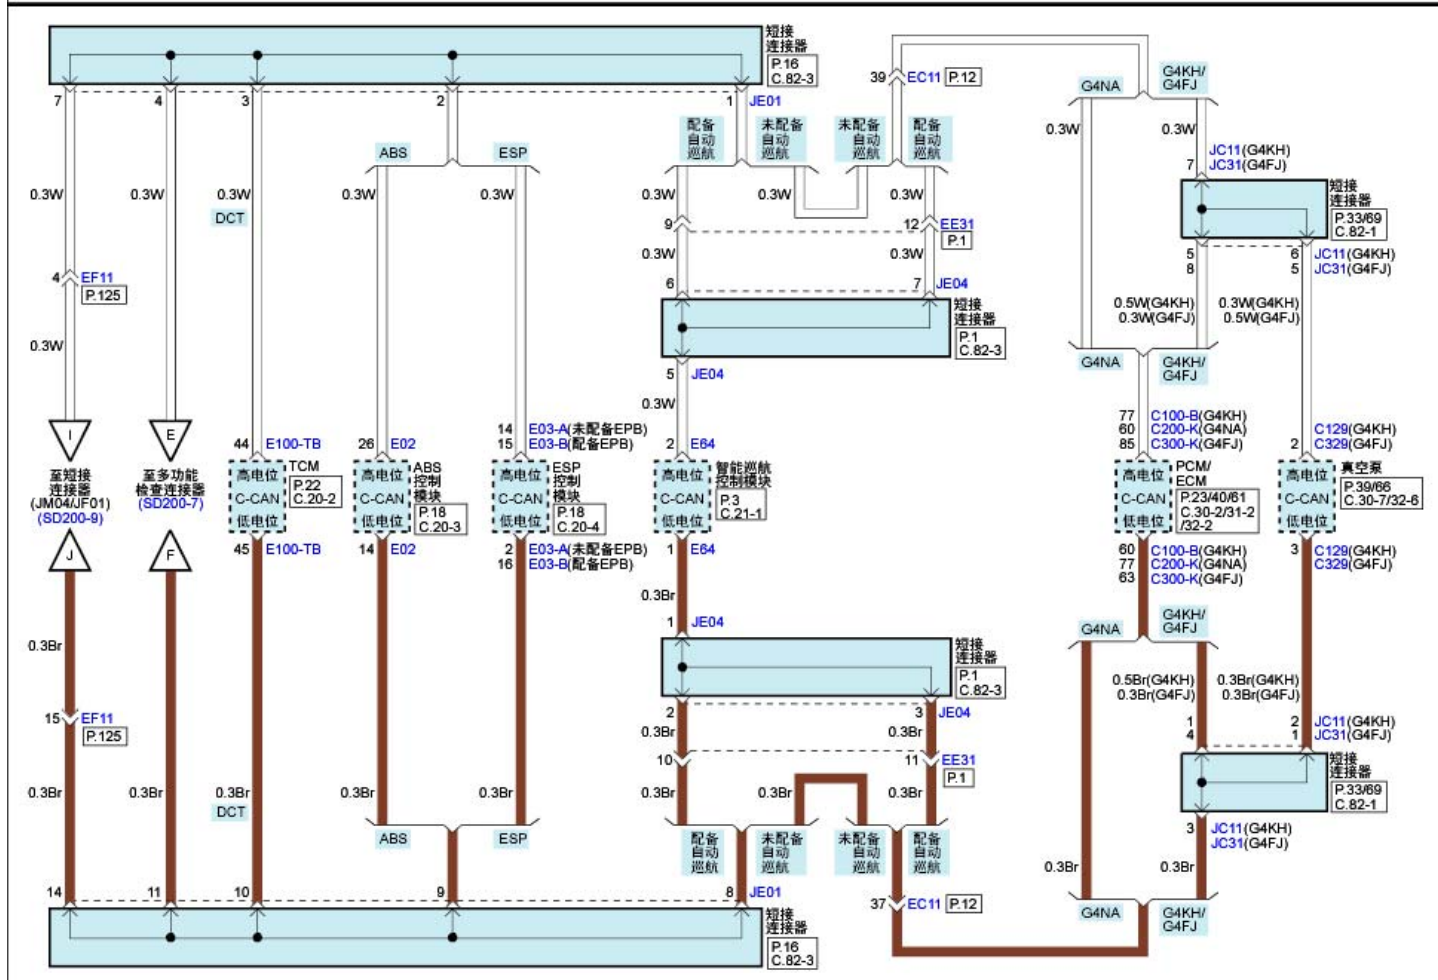 短接
连接器
P.16
C.82-3
7
4
3
2
1
JE01
39
EC11
P.12
G4NA
G4KH/
G4FJ
0.3W
0.3W
JC11(G4KH)
7
JC31(G4FJ)
配备
自动
巡航
未配备
自动
巡航
未配备
自动
巡航
配备
自动
巡航
ABS
ESP
0.3W
0.3W
0.3W
0.3W
0.3W
0.3W
0.3W
0.3W
DCT
短接
连接器
P.33/69
C.82-1
9
12
EE31
P.1
0.3W
0.3W
5
6
JC11(G4KH)
8
5
JC31(G4FJ)
4
EF11
P.125
6
7
JE04
短接
连接器
P.1
C.82-3
0.5W(G4KH)
0.3W(G4FJ)
0.3W(G4KH)
0.5W(G4FJ)
0.3W
G4NA
G4KH/
G4FJ
5
JE04
0.3W
I
E
至短接
连接器
(JM04/JF01)
(SD200-9)
至多功能
检查连接器
(SD200-7)
J
F
44
E100-TB
26
E02
14
E03-A(未配备EPB)
15
E03-B(配备EPB)
2
E64
77
C100-B(G4KH)
60
C200-K(G4NA)
85
C300-K(G4FJ)
C129(G4KH)
2
C329(G4FJ)
高电位
C-CAN
低电位
TCM
P.22
C.20-2
高电位
C-CAN
低电位
ABS
控制
模块
P.18
C.20-3
高电位
C-CAN
低电位
ESP
控制
模块
P.18
C.20-4
高电位
C-CAN
低电位
智能巡航
控制模块
P.3
C.21-1
高电位
C-CAN
低电位
PCM/
ECM
P.23/40/61
C.30-2/31-2
/32-2
高电位
C-CAN
低电位
真空泵
P.39/66
C.30-7/32-6
45
E100-TB
14
E02
2
E03-A(未配备EPB)
16
E03-B(配备EPB)
1
E64
60
C100-B(G4KH)
77
C200-K(G4NA)
63
C300-K(G4FJ)
3
C129(G4KH)
C329(G4FJ)
0.3Br
1
JE04
G4NA
G4KH/
G4FJ
0.3Br
短接
连接器
P.1
C.82-3
0.5Br(G4KH)
0.3Br(G4FJ)
0.3Br(G4KH)
0.3Br(G4FJ)
15
EF11
P.125
2
3
JE04
0.3Br
0.3Br
1
2
JC11(G4KH)
4
1
JC31(G4FJ)
10
11
EE31
P.1
短接
连接器
P.33/69
C.82-1
0.3Br
0.3Br
0.3Br
0.3Br
0.3Br
0.3Br
0.3Br
0.3Br
DCT
ABS
ESP
配备
自动
巡航
未配备
自动
巡航
未配备
自动
巡航
配备
自动
巡航
3
JC11(G4KH)
JC31(G4FJ)
0.3Br
0.3Br
14
11
10
9
8
JE01
37
EC11
P.12
G4NA
G4KH/
G4FJ
短接
连接器
P.16
C.82-3